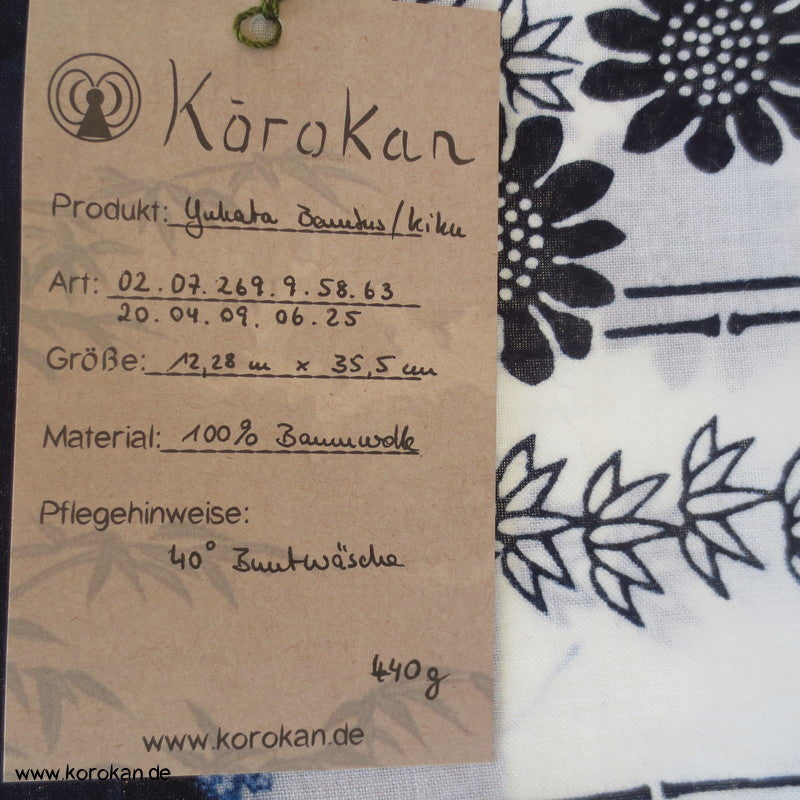 Kōrokan
Produkt: Yukata Bambus/kiku
Art: 02.07.269.9.58.63
20.04.09.06.25
Größe: 12,28 m x 35,5 cm
Material: 100% Baumwolle
Pflegehinweise:
40° Buntwäsche
440g
www.korokan.de
www.korokan.de